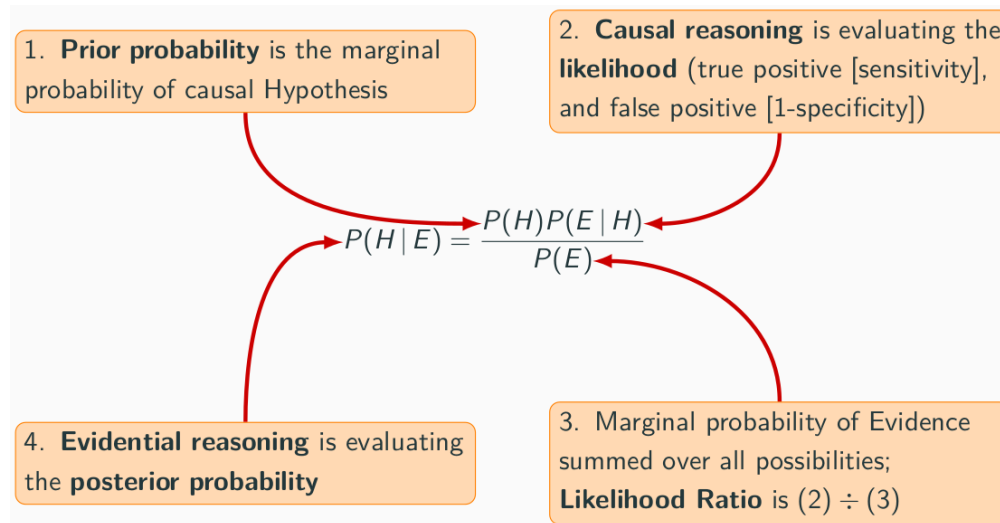 1. Prior probability is the marginal
probability of causal Hypothesis
2. Causal reasoning is evaluating the
likelihood (true positive [sensitivity],
and false positive [1-specificity])
P(H | E) = P(H)P(E | H)
P(E)
4. Evidential reasoning is evaluating
the posterior probability
3. Marginal probability of Evidence
summed over all possibilities;
Likelihood Ratio is (2) ÷ (3)